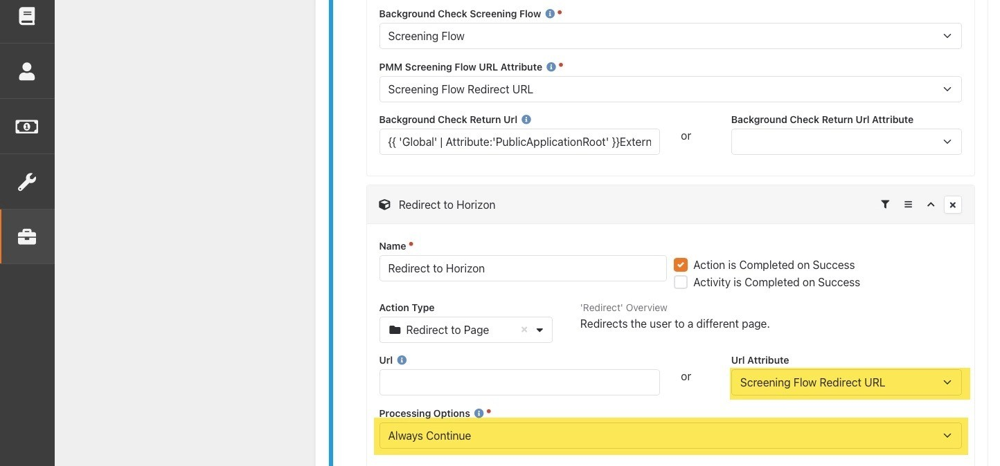 Background Check Screening Flow
Screening Flow
PMM Screening Flow URL Attribute
Screening Flow Redirect URL
Background Check Return Url
Background Check Return Url Attribute
{{ 'Global' | Attribute:'PublicApplicationRoot' }}Extern
or
Redirect to Horizon
Name
Redirect to Horizon
Action is Completed on Success
Activity is Completed on Success
Action Type
'Redirect' Overview
Redirect to Page
Redirects the user to a different page.
Url
Url Attribute
or
Screening Flow Redirect URL
Processing Options
Always Continue